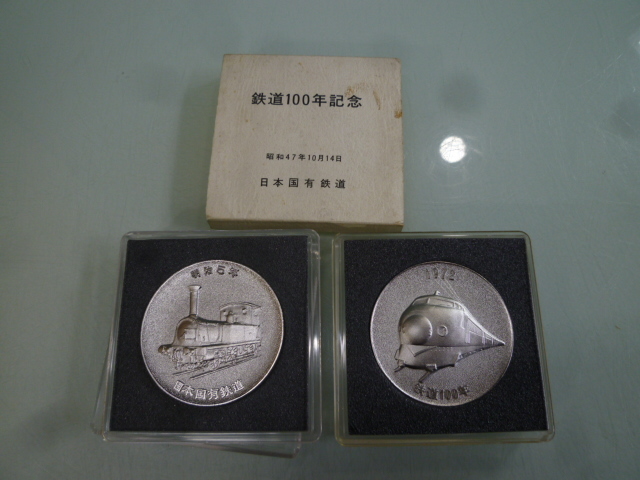 鉄道100年記念
昭和47年10月14日
日本国有鉄道
明治5年
日本国有鉄道
1972
鉄道100年